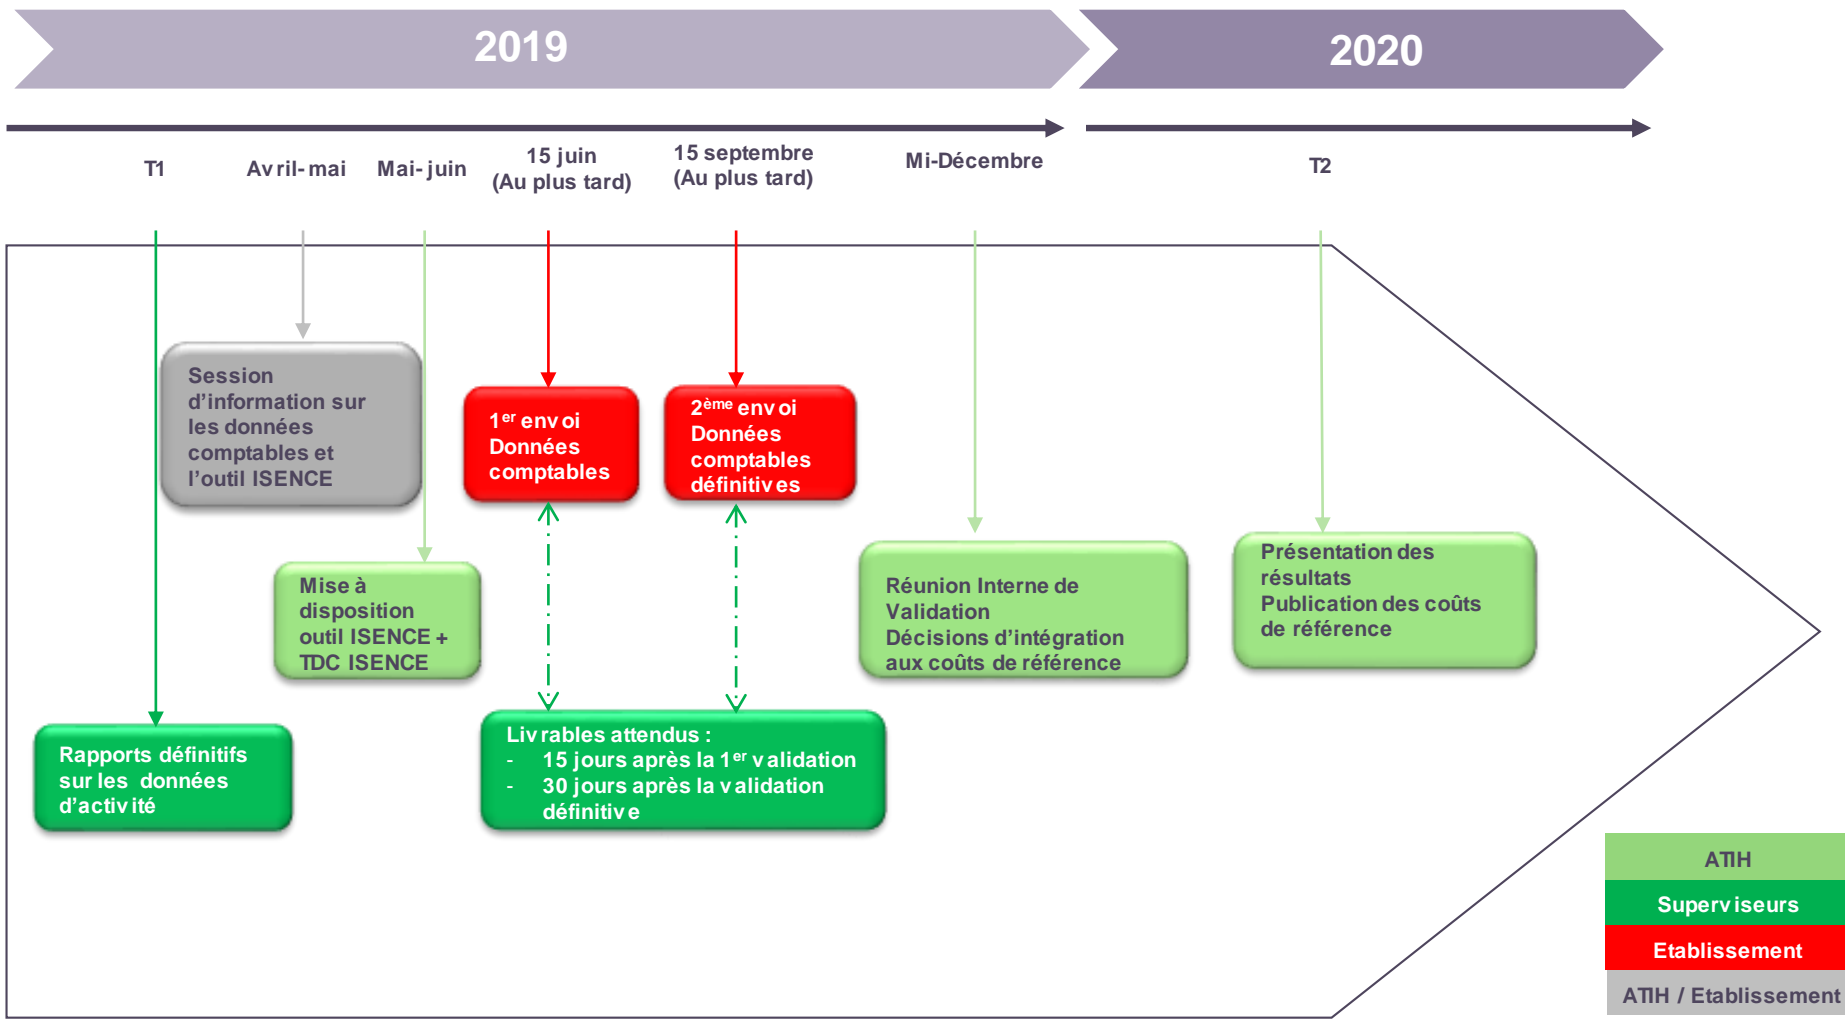 2019
2020
T1
Avril-mai
Mai-juin
15 juin
(Au plus tard)
15 septembre
(Au plus tard)
Mi-Décembre
T2
Session
d’information sur
les données
comptables et
l’outil ISENCE
1er envoi
Données
comptables
2ème envoi
Données
comptables
définitives
Mise à
disposition
outil ISENCE +
TDC ISENCE
Réunion Interne de
Validation
Décisions d’intégration
aux coûts de référence
Présentation des
résultats
Publication des coûts
de référence
Rapports définitifs
sur les données
d’activité
Livrables attendus :
- 15 jours après la 1er validation
- 30 jours après la validation
définitive
ATIH
Superviseurs
Etablissement
ATIH / Etablissement